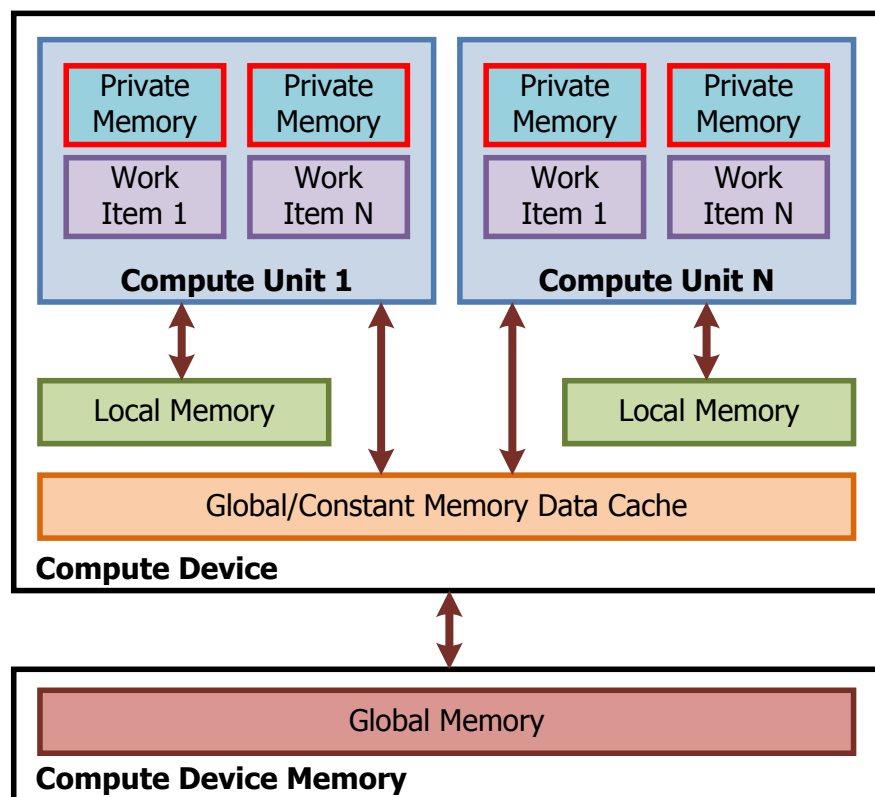 Private Memory
Private Memory
Private Memory
Private Memory
Work Item 1
Work Item N
Work Item 1
Work Item N
Compute Unit 1
Compute Unit N
Local Memory
Local Memory
Global/Constant Memory Data Cache
Compute Device
Global Memory
Compute Device Memory